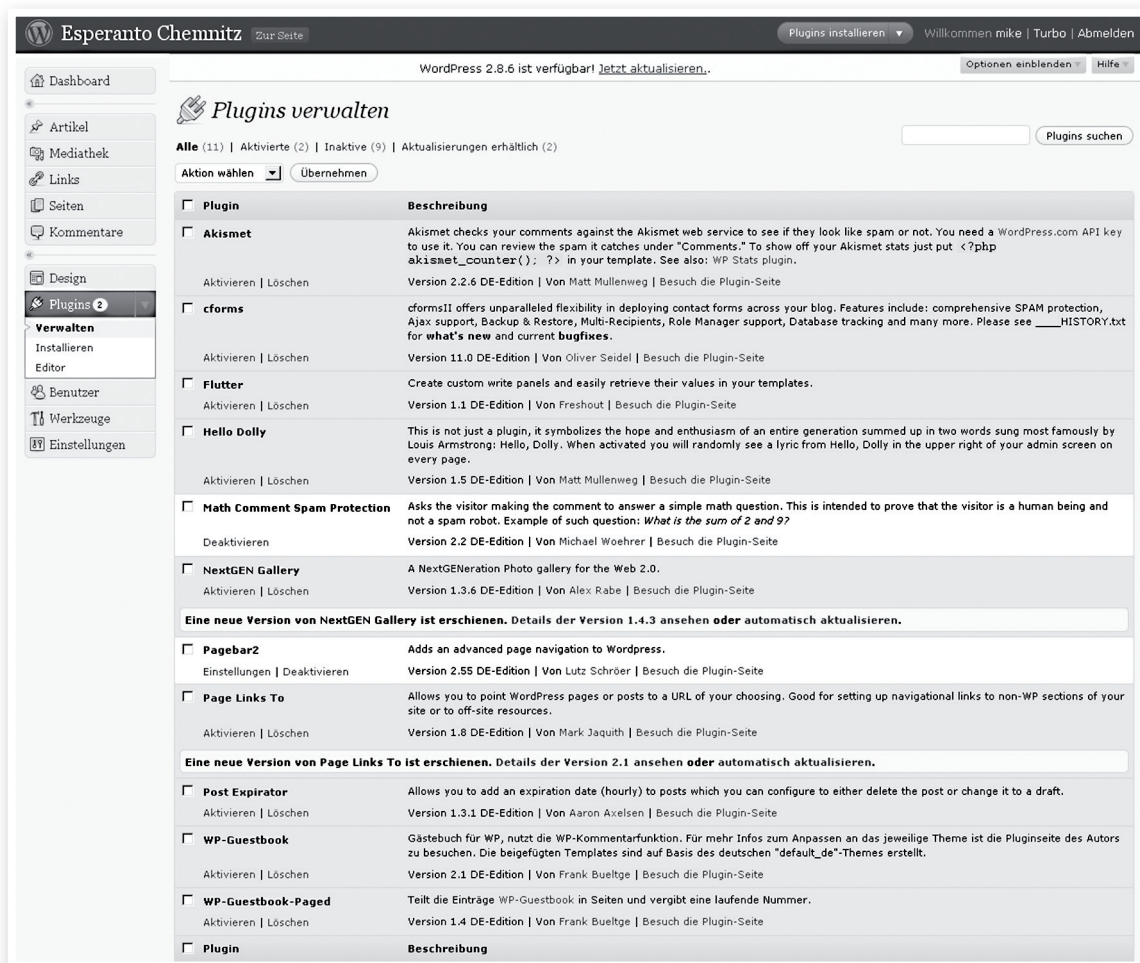 Esperanto Chemnitz Zur Seite
Plugins installieren Willkommen mike | Turbo | Abmelden
WordPress 2.8.6 ist verfügbar! Jetzt aktualisieren..
Optionen einblenden Hilfe
Dashboard
Artikel
Mediathek
Links
Seiten
Kommentare
Design
Plugins 2
Verwalten
Installieren
Editor
Benutzer
Werkzeuge
Einstellungen
Plugins verwalten
Alle (11) | Aktivierte (2) | Inaktive (9) | Aktualisierungen erhältlich (2)
Plugins suchen
Aktion wählen Übernehmen
Plugin Beschreibung
Akismet Akismet checks your comments against the Akismet web service to see if they look like spam or not. You need a WordPress.com API key
to use it. You can review the spam it catches under "Comments." To show off your Akismet stats just put <?php
akismet_counter(); ?> in your template. See also: WP Stats plugin.
Aktivieren | Löschen Version 2.2.6 DE-Edition | Von Matt Mullenweg | Besuch die Plugin-Seite
cforms cformsII offers unparalleled flexibility in deploying contact forms across your blog. Features include: comprehensive SPAM protection,
Ajax support, Backup & Restore, Multi-Recipients, Role Manager support, Database tracking and many more. Please see ____HISTORY.txt
for what's new and current bugfixes.
Aktivieren | Löschen Version 11.0 DE-Edition | Von Oliver Seidel | Besuch die Plugin-Seite
Flutter Create custom write panels and easily retrieve their values in your templates.
Aktivieren | Löschen Version 1.1 DE-Edition | Von Freshout | Besuch die Plugin-Seite
Hello Dolly This is not just a plugin, it symbolizes the hope and enthusiasm of an entire generation summed up in two words sung most famously by
Louis Armstrong: Hello, Dolly. When activated you will randomly see a lyric from Hello, Dolly in the upper right of your admin screen on
every page.
Aktivieren | Löschen Version 1.5 DE-Edition | Von Matt Mullenweg | Besuch die Plugin-Seite
Math Comment Spam Protection Asks the visitor making the comment to answer a simple math question. This is intended to prove that the visitor is a human being and
not a spam robot. Example of such question: What is the sum of 2 and 9?
Deaktivieren Version 2.2 DE-Edition | Von Michael Woehrer | Besuch die Plugin-Seite
NextGEN Gallery A NextGENeration Photo gallery for the Web 2.0.
Aktivieren | Löschen Version 1.3.6 DE-Edition | Von Alex Rabe | Besuch die Plugin-Seite
Eine neue Version von NextGEN Gallery ist erschienen. Details der Version 1.4.3 ansehen oder automatisch aktualisieren.
Pagebar2 Adds an advanced page navigation to Wordpress.
Einstellungen | Deaktivieren Version 2.55 DE-Edition | Von Lutz Schröer | Besuch die Plugin-Seite
Page Links To Allows you to point WordPress pages or posts to a URL of your choosing. Good for setting up navigational links to non-WP sections of your
site or to off-site resources.
Aktivieren | Löschen Version 1.8 DE-Edition | Von Mark Jaquith | Besuch die Plugin-Seite
Eine neue Version von Page Links To ist erschienen. Details der Version 2.1 ansehen oder automatisch aktualisieren.
Post Expirator Allows you to add an expiration date (hourly) to posts which you can configure to either delete the post or change it to a draft.
Aktivieren | Löschen Version 1.3.1 DE-Edition | Von Aaron Axelsen | Besuch die Plugin-Seite
WP-Guestbook Gästebuch für WP, nutzt die WP-Kommentarfunktion. Für mehr Infos zum Anpassen an das jeweilige Theme ist die Pluginseite des Autors
zu besuchen. Die beigefügten Templates sind auf Basis des deutschen "default_de"-Themes erstellt.
Aktivieren | Löschen Version 2.1 DE-Edition | Von Frank Bueltge | Besuch die Plugin-Seite
WP-Guestbook-Paged Teilt die Einträge WP-Guestbook in Seiten und vergibt eine laufende Nummer.
Aktivieren | Löschen Version 1.4 DE-Edition | Von Frank Bueltge | Besuch die Plugin-Seite
Plugin Beschreibung